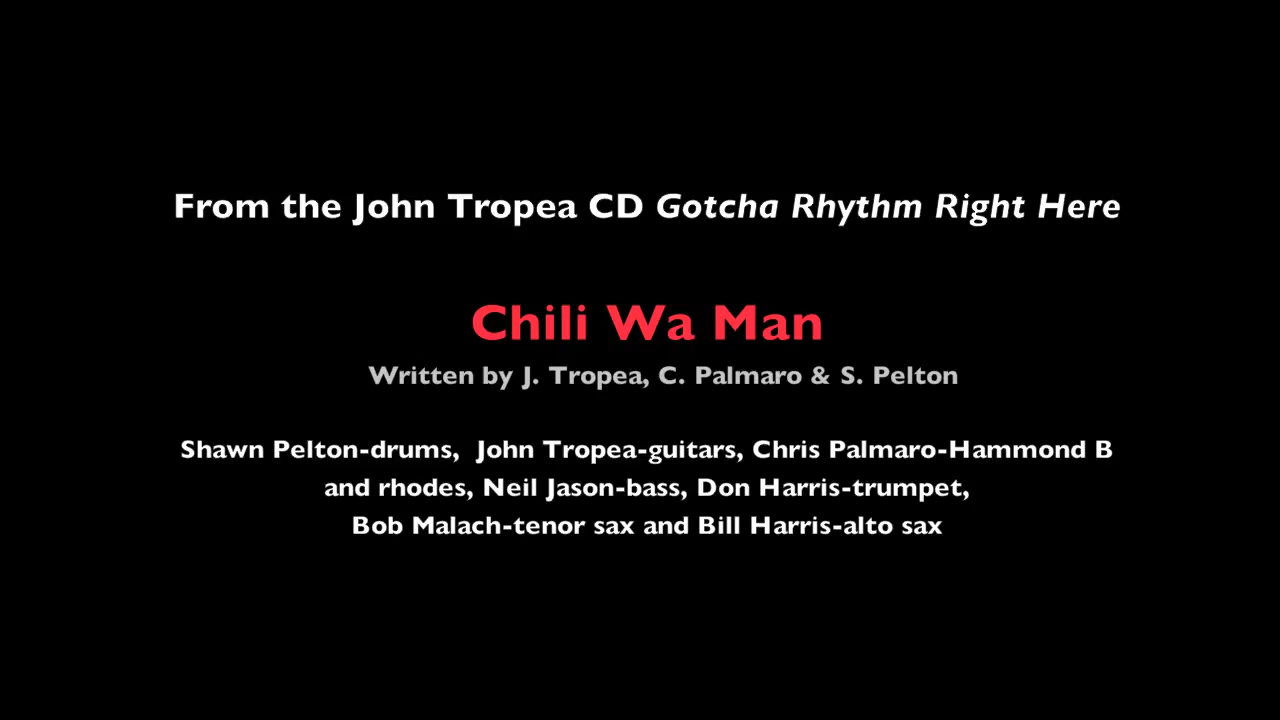 From the John Tropea CD Gotcha Rhythm Right Here
Chili Wa Man
Written by J. Tropea, C. Palmaro & S. Pelton
Shawn Pelton-drums,  John Tropea-guitars, Chris Palmaro-Hammond B
and rhodes, Neil Jason-bass, Don Harris-trumpet,
Bob Malach-tenor sax and Bill Harris-alto sax